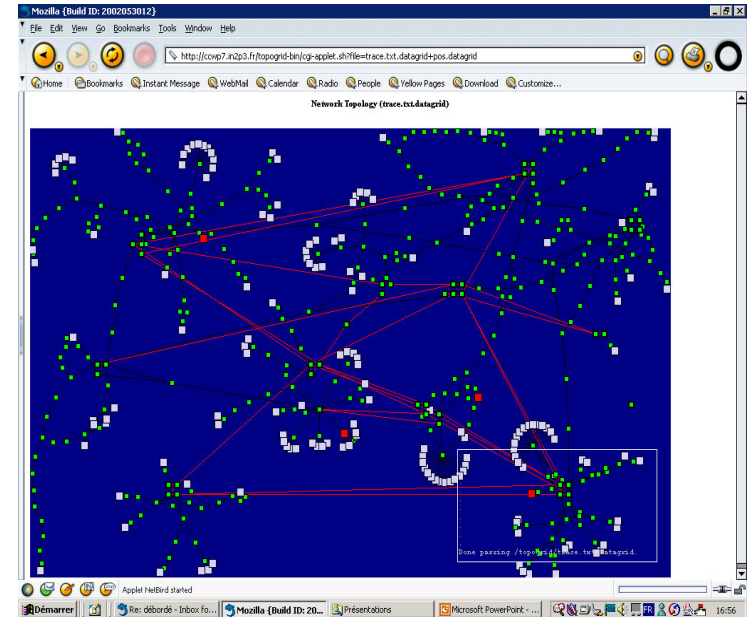 Mozilla {Build ID: 2002053012}
File Edit View Go Bookmarks Tools Window Help
http://ccwp7.in2p3.fr/topogrid-bin/cgi-applet.sh?file=trace.txt.datagrid+pos.datagrid
Home Bookmarks Instant Message WebMail Calendar Radio People Yellow Pages Download Customize...
Network Topology (trace.txt.datagrid)
Done parsing /topogrid/trace.txt.datagrid.
Applet NetBird started
Démarrer Re: débordé - Inbox fo... Mozilla {Build ID: 20... Présentations Microsoft PowerPoint - ... FR 16:56